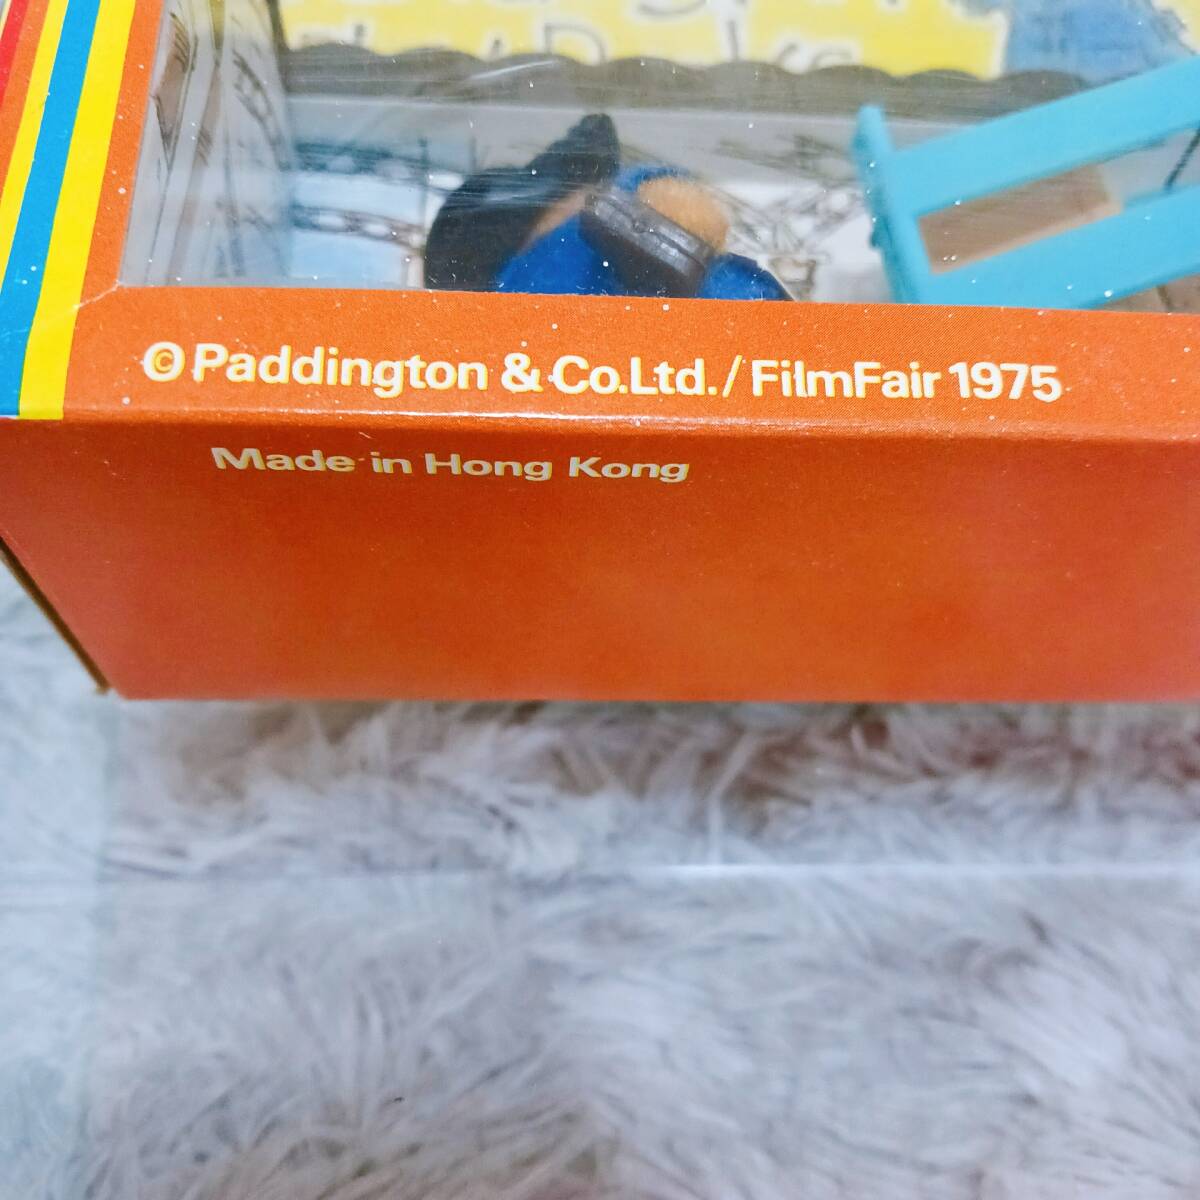 © Paddington & Co.Ltd./FilmFair 1975
Made in Hong Kong